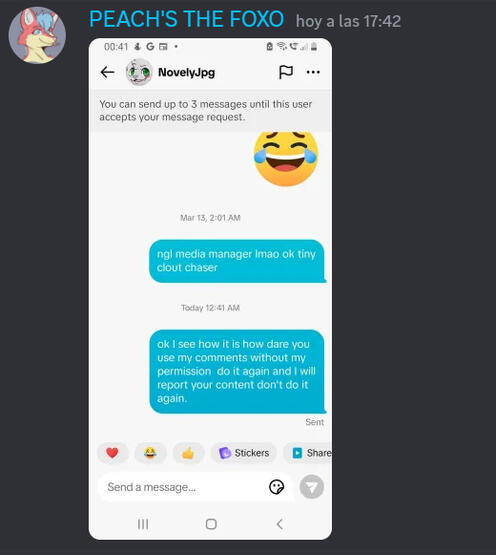 PEACH'S THE FOXO hoy a las 17:42
00:41
NovelyJpg
You can send up to 3 messages until this user
accepts your message request.
Mar 13, 2:01 AM
ngl media manager lmao ok tiny
clout chaser
Today 12:41 AM
ok I see how it is how dare you
use my comments without my
permission do it again and I will
report your content don't do it
again.
Sent
Stickers
Share
Send a message...